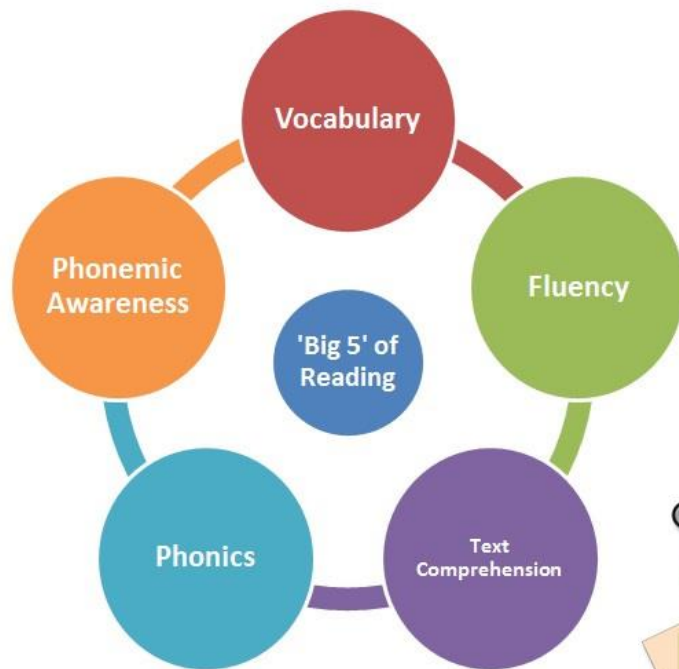 Vocabulary
Phonemic
Awareness
Fluency
'Big 5' of
Reading
Phonics
Text
Comprehension